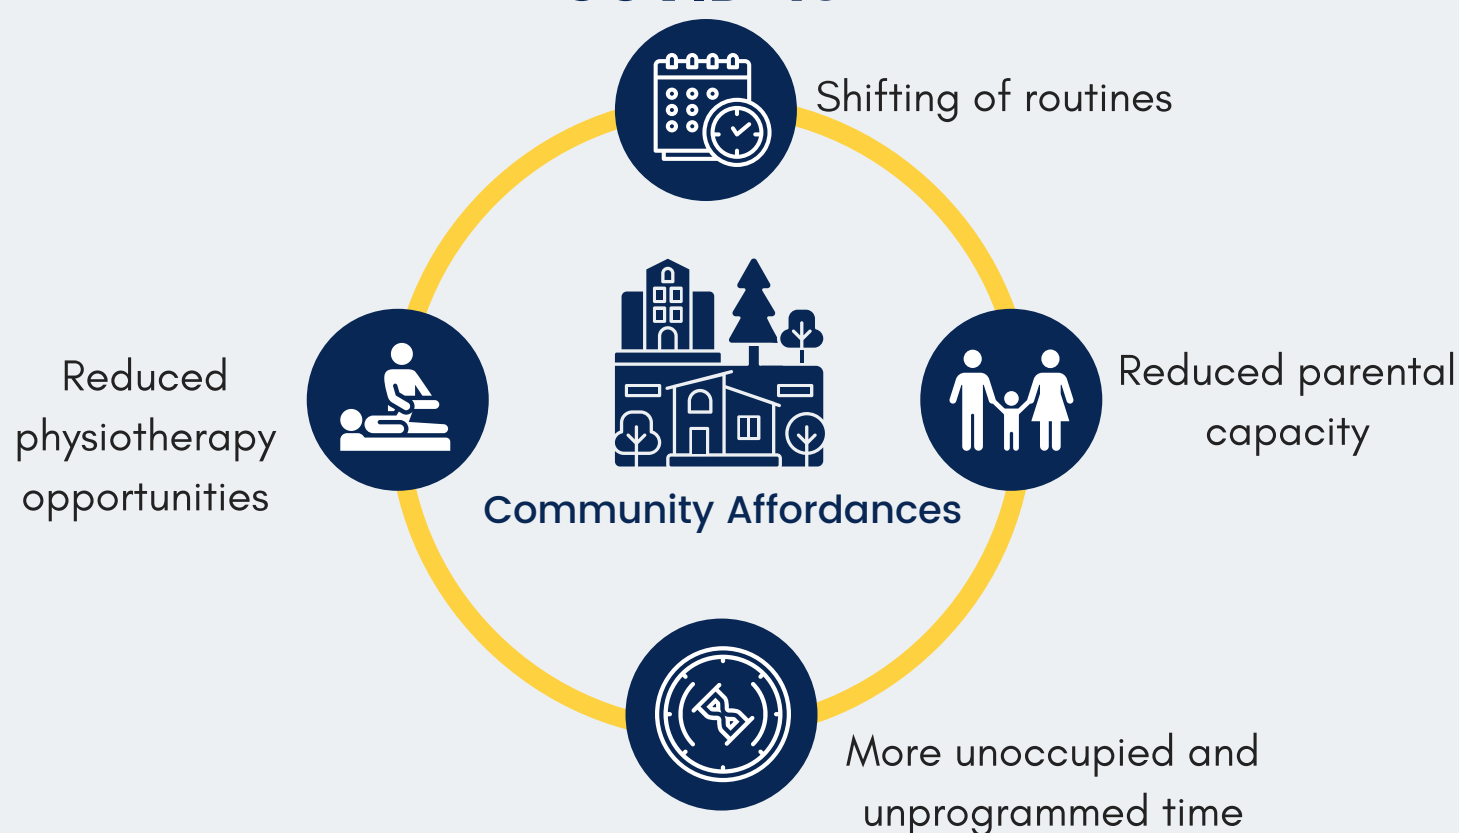 Shifting of routines
Reduced parental
capacity
Reduced
physiotherapy
opportunities
Community Affordances
More unoccupied and
unprogrammed time